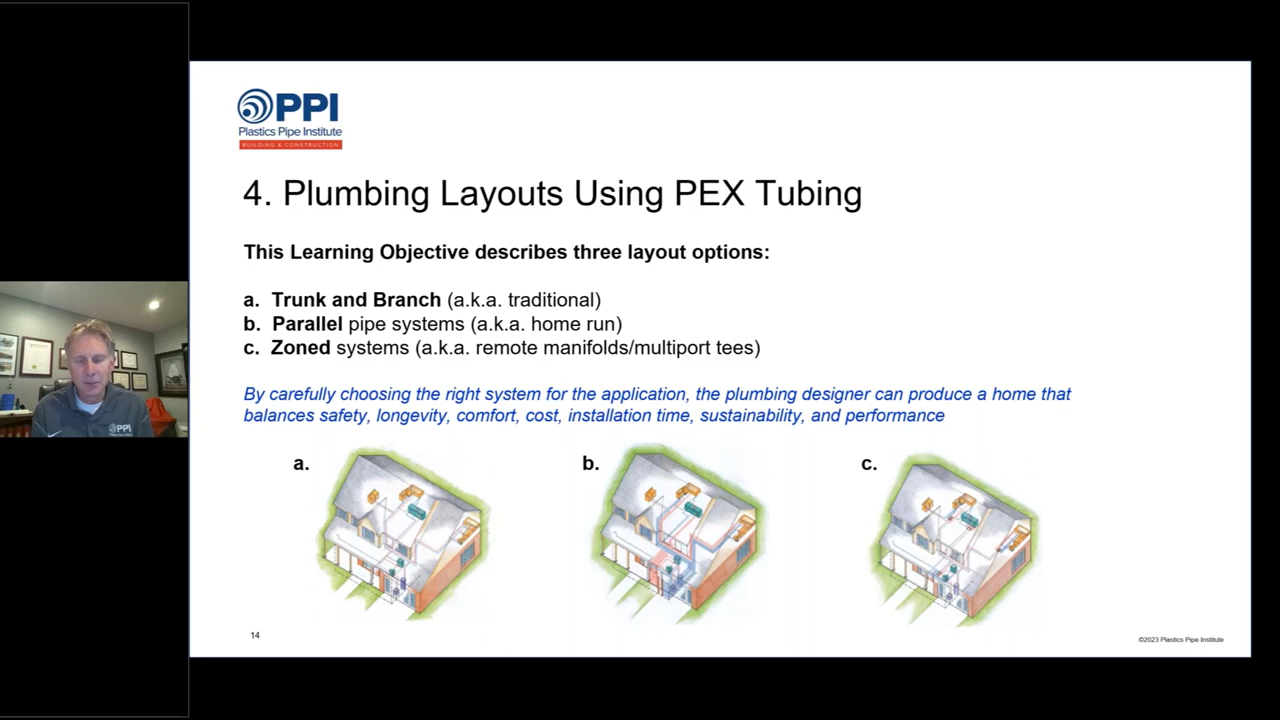 PPI
Plastics Pipe Institute
BUILDING & CONSTRUCTION
4. Plumbing Layouts Using PEX Tubing
This Learning Objective describes three layout options:
a. Trunk and Branch (a.k.a. traditional)
b. Parallel pipe systems (a.k.a. home run)
c. Zoned systems (a.k.a. remote manifolds/multiport tees)
By carefully choosing the right system for the application, the plumbing designer can produce a home that
balances safety, longevity, comfort, cost, installation time, sustainability, and performance
a.
b.
c.
14
©2023 Plastics Pipe Institute
PPI